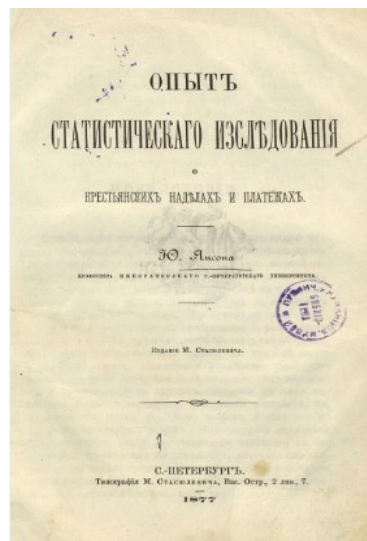 ОПЫТЪ
СТАТИСТИЧЕСКАГО ИЗСЛѢДОВАНІЯ
О
КРЕСТЬЯНСКИХЪ НАДѢЛАХЪ И ПЛАТЕЖАХЪ.
Ю. Янсона
ПРОФЕССОРА ИМПЕРАТОРСКАГО С.-ПЕТЕРБУРГСКАГО УНИВЕРСИТЕТА.
Изданіе М. Стасюлевича.
С.-ПЕТЕРБУРГЪ.
Типографія М. Стасюлевича, Вас. Остр., 2 лин., 7.
1877